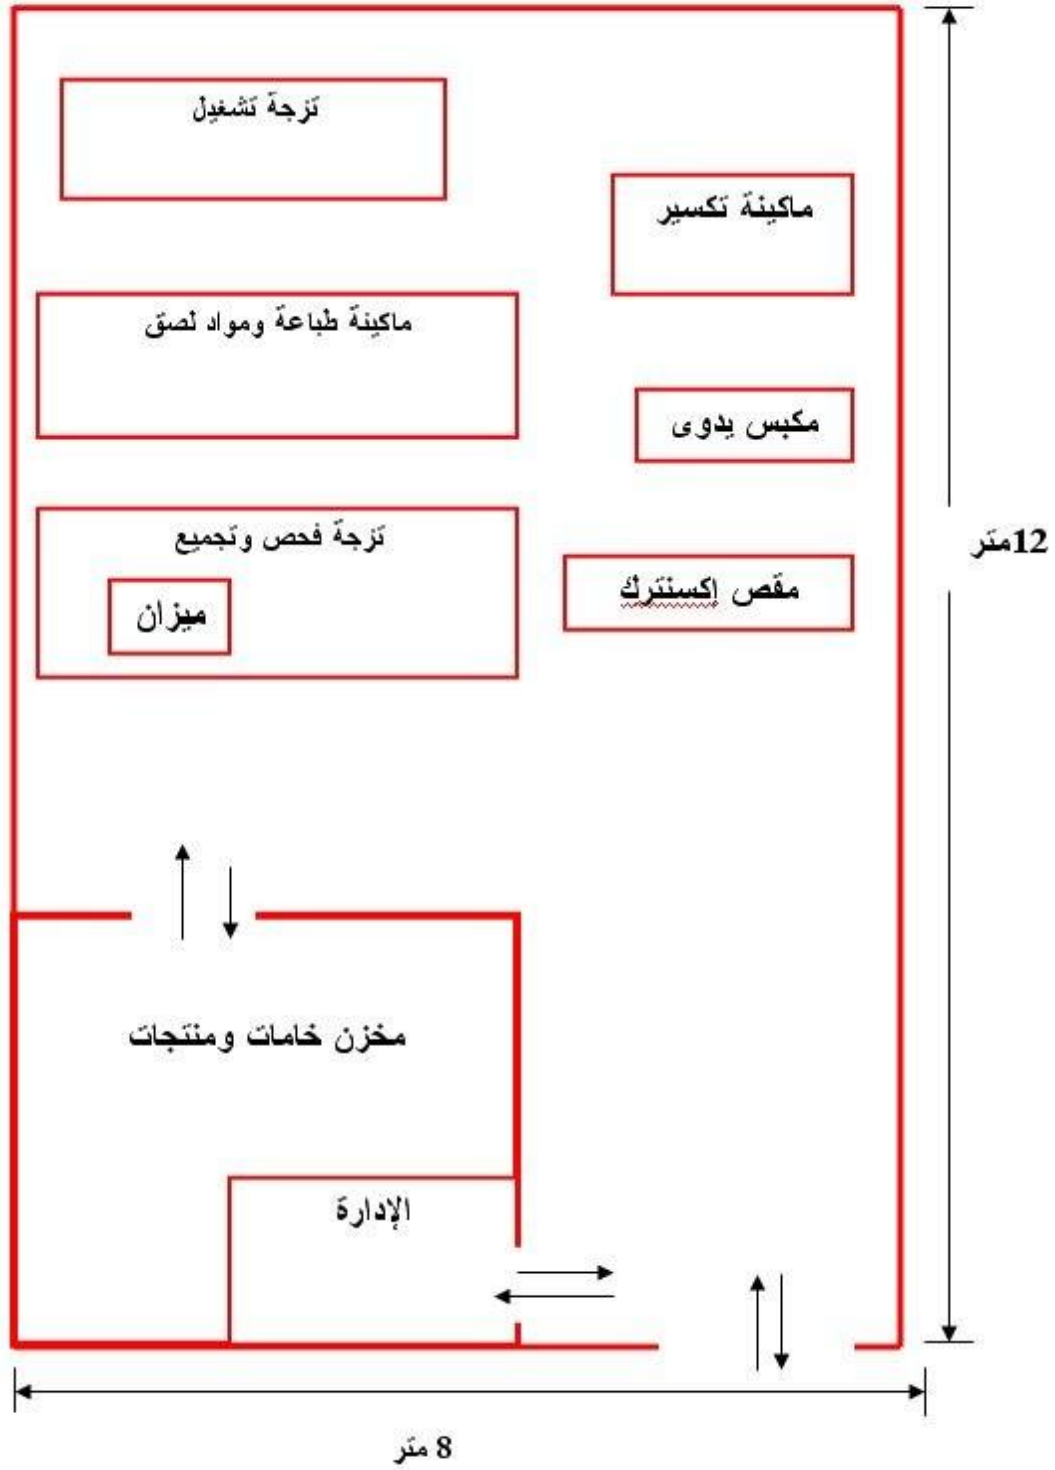 تزجة تشغيل
ماكينة تكسير
ماكينة طباعة ومواد لصق
مكبس يدوى
تزجة فحص وتجميع
ميزان
مقص إكسنترك
12متر
مخزن خامات ومنتجات
الإدارة
8 متر